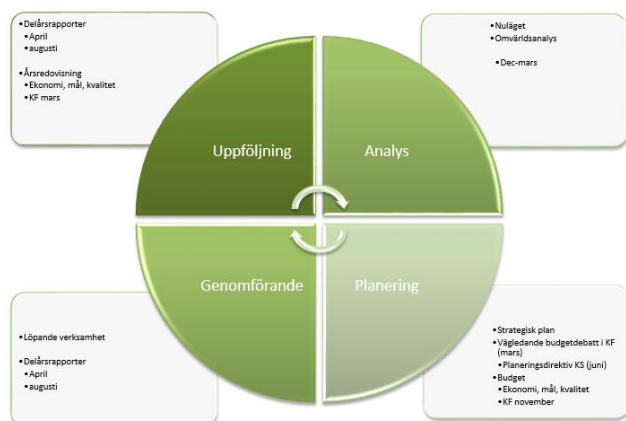 •Delårsrapporter
•April
•augusti
•Årsredovisning
•Ekonomi, mål, kvalitet
•KF mars
•Nuläget
•Omvärldsanalys
•Dec-mars
Uppföljning
Analys
Genomförande
Planering
•Löpande verksamhet
•Delårsrapporter
•April
•augusti
•Strategisk plan
•Vägledande budgetdebatt i KF
(mars)
•Planeringsdirektiv KS (juni)
•Budget
•Ekonomi, mål, kvalitet
•KF november